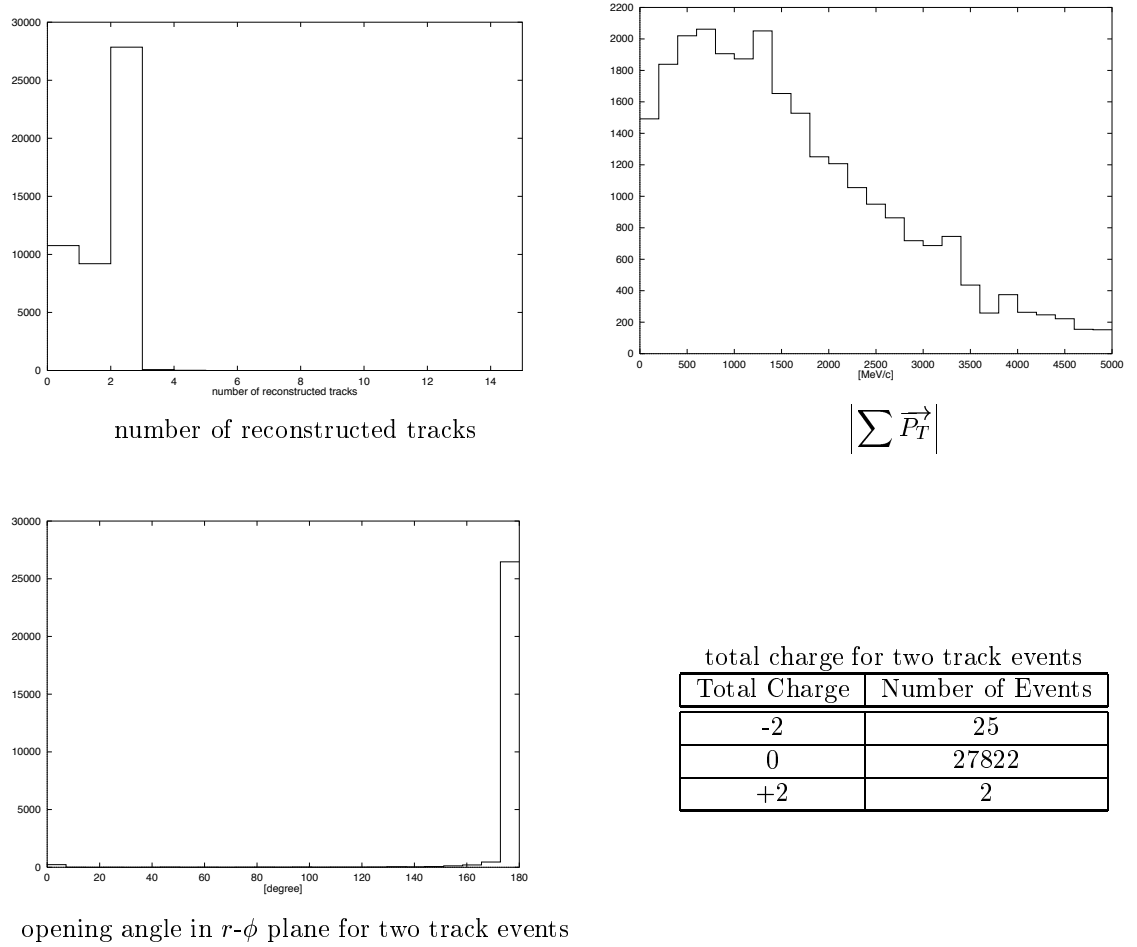 30000
25000
20000
15000
10000
5000
0
0 2 4 6 8 10 12 14
number of reconstructed tracks
number of reconstructed tracks
2200
2000
1800
1600
1400
1200
1000
800
600
400
200
0
0 500 1000 1500 2000 2500 3000 3500 4000 4500 5000
[MeV/c]
|∑ P_T→|
30000
25000
20000
15000
10000
5000
0
0 20 40 60 80 100 120 140 160 180
[degree]
opening angle in r-ϕ plane for two track events
total charge for two track events
Total Charge Number of Events
-2 25
0 27822
+2 2